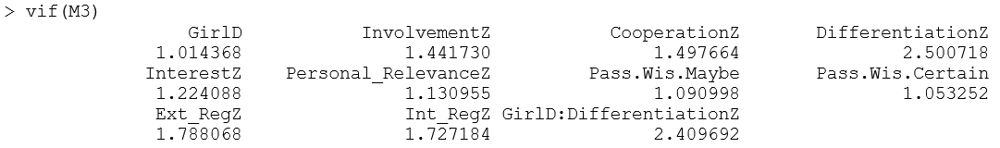 > vif(M3)
GirlD InvolvementZ CooperationZ DifferentiationZ
1.014368 1.441730 1.497664 2.500718
InterestZ Personal_RelevanceZ Pass.Wis.Maybe Pass.Wis.Certain
1.224088 1.130955 1.090998 1.053252
Ext_RegZ Int_RegZ GirlD:DifferentiationZ
1.788068 1.727184 2.409692